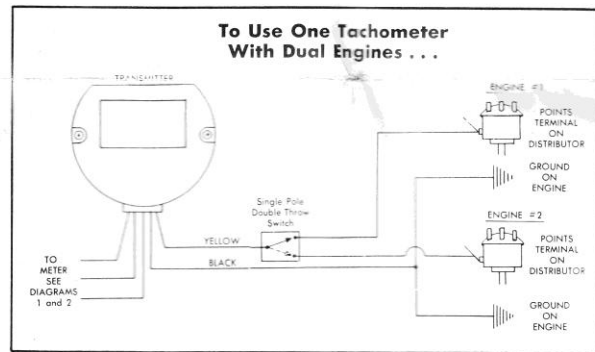 To Use One Tachometer
With Dual Engines . . .
TRANSMITTER
ENGINE #1
POINTS
TERMINAL
ON
DISTRIBUTOR
GROUND
ON
ENGINE
Single Pole
Double Throw
Switch
YELLOW
BLACK
ENGINE #2
POINTS
TERMINAL
ON
DISTRIBUTOR
TO
METER
SEE
DIAGRAMS
1 and 2
GROUND
ON
ENGINE